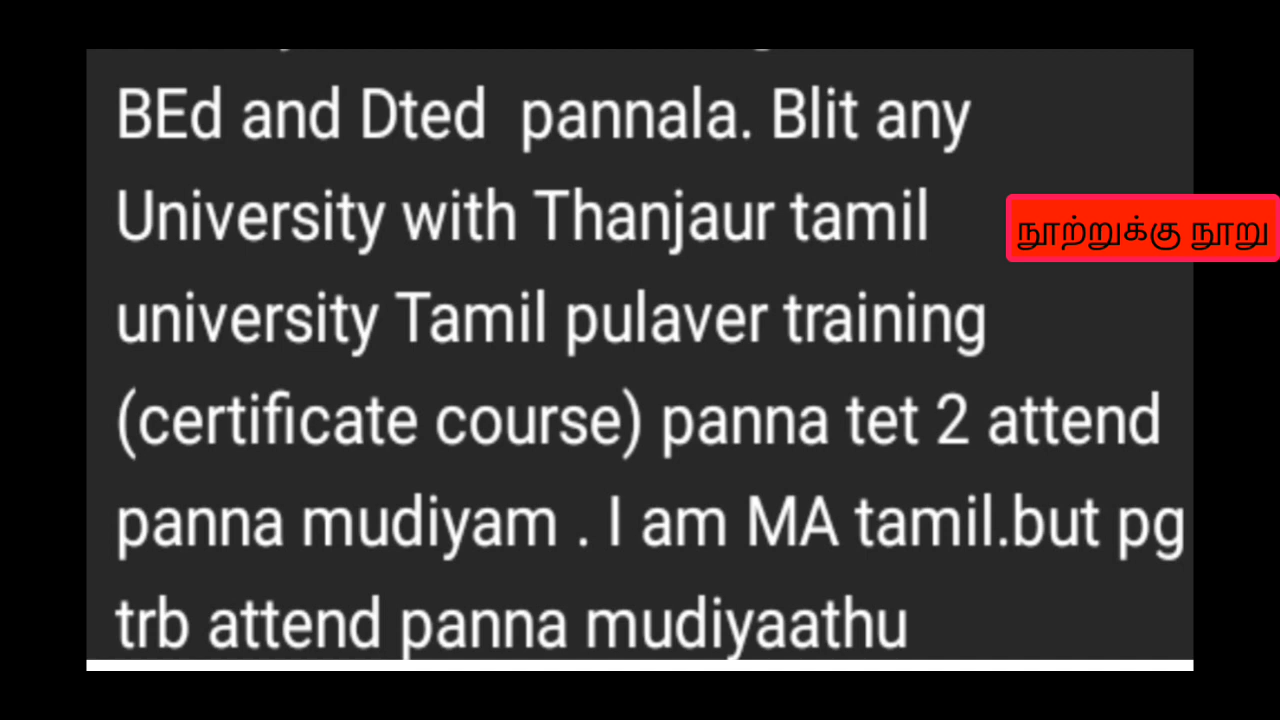 BEd and Dted pannala. Blit any
University with Thanjaur tamil
நூற்றுக்கு நூறு
university Tamil pulaver training
(certificate course) panna tet 2 attend
panna mudiyam . I am MA tamil.but pg
trb attend panna mudiyaathu